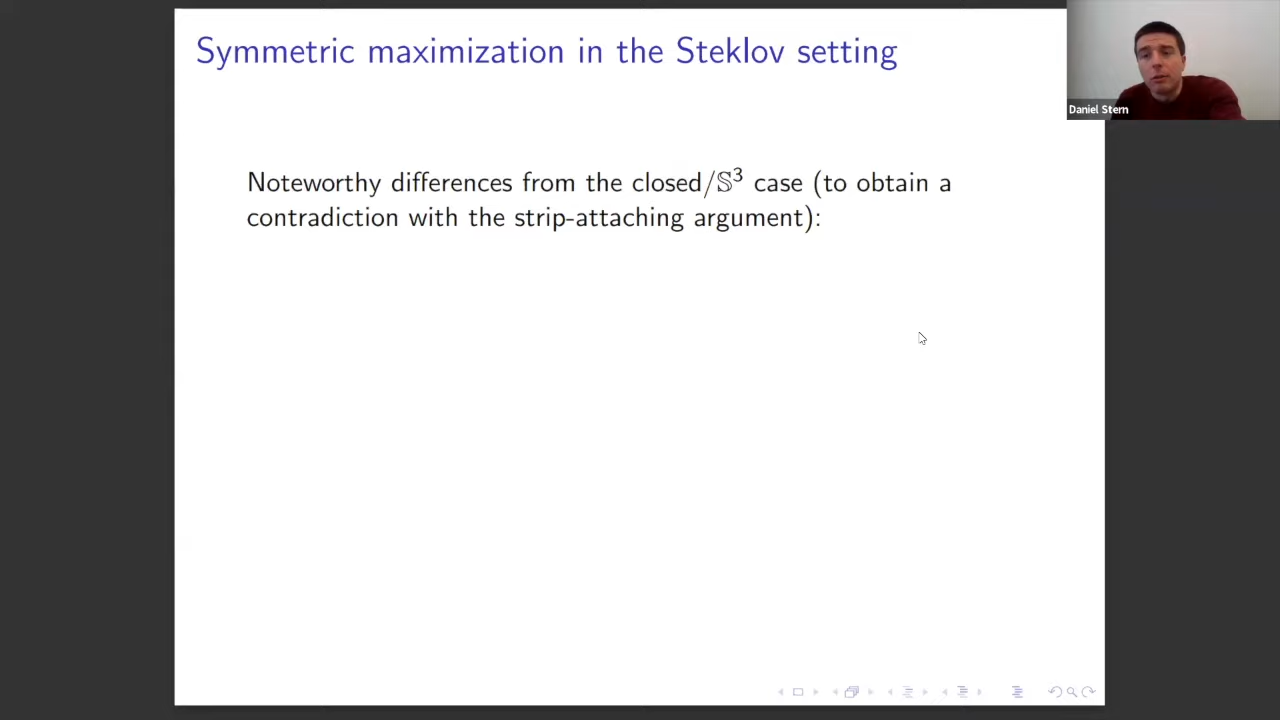 Symmetric maximization in the Steklov setting
Daniel Stern
Noteworthy differences from the closed/𝕊³ case (to obtain a
contradiction with the strip-attaching argument):